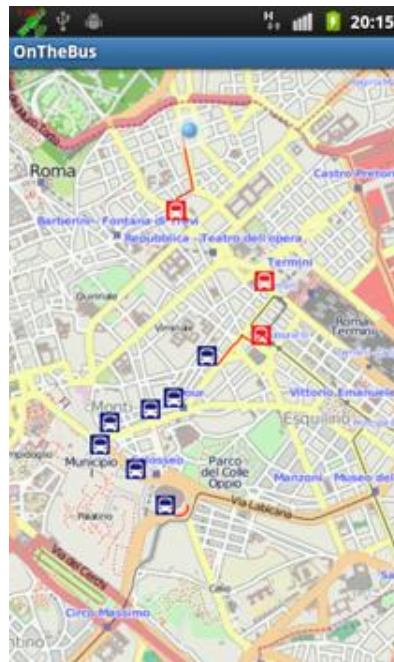 H
20:15
OnTheBus
Roma
Castro Pretorio
Barberini - Fontana di Trevi
Repubblica - Teatro dell'opera
Termini
Quirinale
Roma
Termini
Viminale
Monti
Vittorio Emanuele
Esquilino
Colosseo
Municipio
I
Parco
del Colle
Oppio
Manzoni - Museo del
Via Labicana
Palatino
Via dei Cerchi
Celio
Circo Massimo